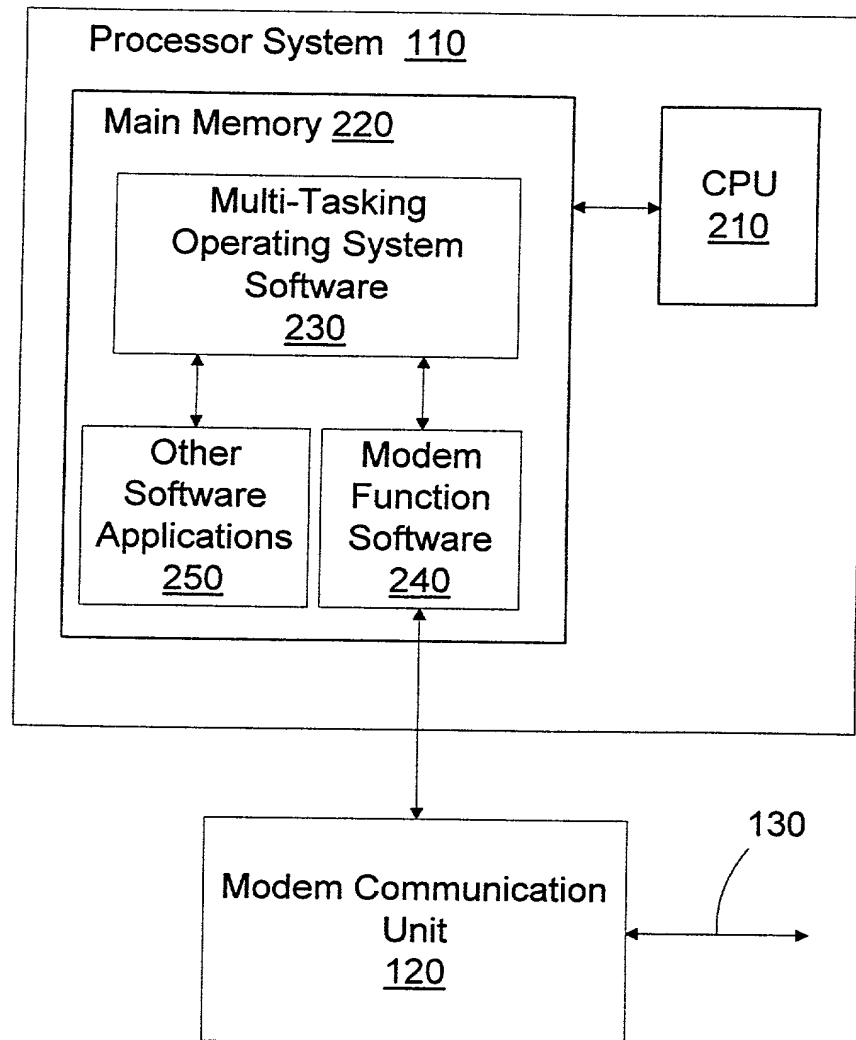 Processor System 110
Main Memory 220
Multi-Tasking
Operating System
Software
230
CPU
210
Other
Software
Applications
250
Modem
Function
Software
240
130
Modem Communication
Unit
120